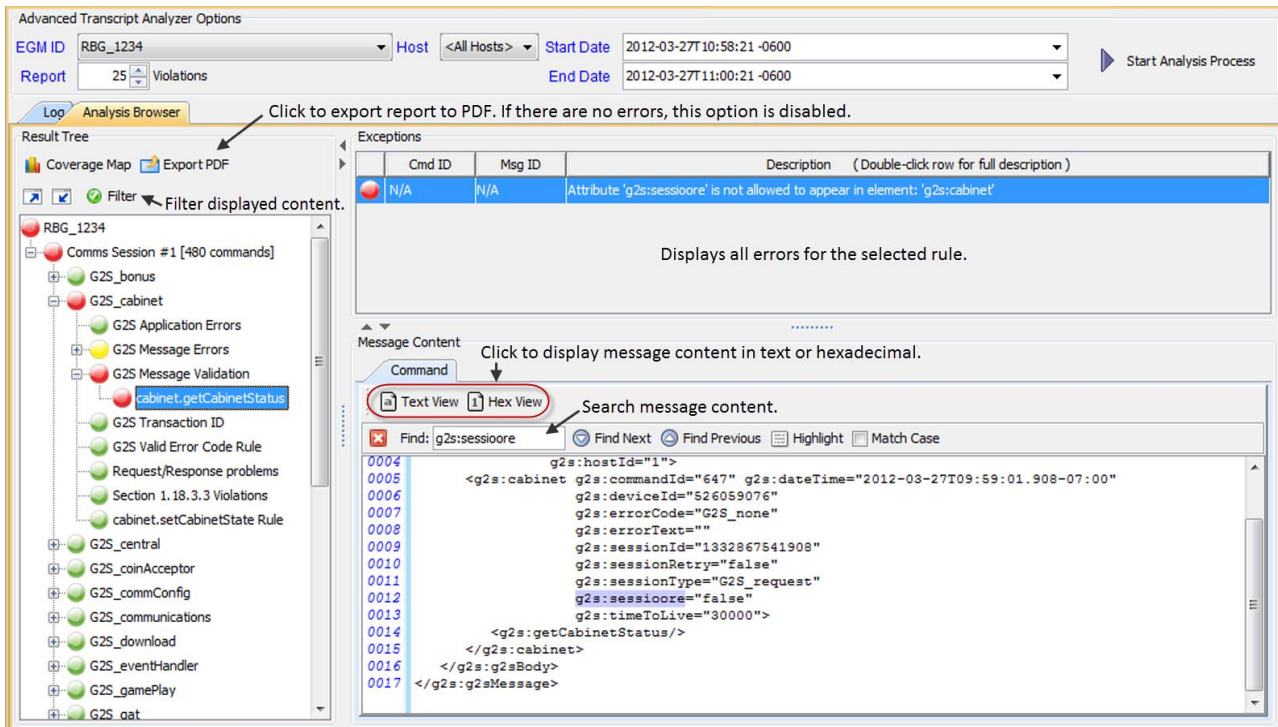 Advanced Transcript Analyzer Options
EGM ID RBG_1234 Host <All Hosts> Start Date 2012-03-27T10:58:21 -0600
Start Analysis Process
Report 25 Violations End Date 2012-03-27T11:00:21 -0600
Log Analysis Browser Click to export report to PDF. If there are no errors, this option is disabled.
Result Tree
Coverage Map Export PDF
Filter Filter displayed content.
RBG_1234
Comms Session #1 [480 commands]
G2S_bonus
G2S_cabinet
G2S Application Errors
G2S Message Errors
G2S Message Validation
cabinet.getCabinetStatus
G2S Transaction ID
G2S Valid Error Code Rule
Request/Response problems
Section 1.18.3.3 Violations
cabinet.setCabinetState Rule
G2S_central
G2S_coinAcceptor
G2S_commConfig
G2S_communications
G2S_download
G2S_eventHandler
G2S_gamePlay
G2S_gat
Exceptions
Cmd ID Msg ID Description (Double-click row for full description )
N/A N/A Attribute 'g2s:sessioore' is not allowed to appear in element: 'g2s:cabinet'
Displays all errors for the selected rule.
Message Content
Click to display message content in text or hexadecimal.
Command
a Text View 1 Hex View
Search message content.
Find: g2s:sessioore Find Next Find Previous Highlight Match Case
0004 g2s:hostId="1">
0005 <g2s:cabinet g2s:commandId="647" g2s:dateTime="2012-03-27T09:59:01.908-07:00"
0006 g2s:deviceId="526059076"
0007 g2s:errorCode="G2S_none"
0008 g2s:errorText=""
0009 g2s:sessionId="1332867541908"
0010 g2s:sessionRetry="false"
0011 g2s:sessionType="G2S_request"
0012 g2s:sessioore="false"
0013 g2s:timeToLive="30000">
0014 <g2s:getCabinetStatus/>
0015 </g2s:cabinet>
0016 </g2s:g2sBody>
0017 </g2s:g2sMessage>